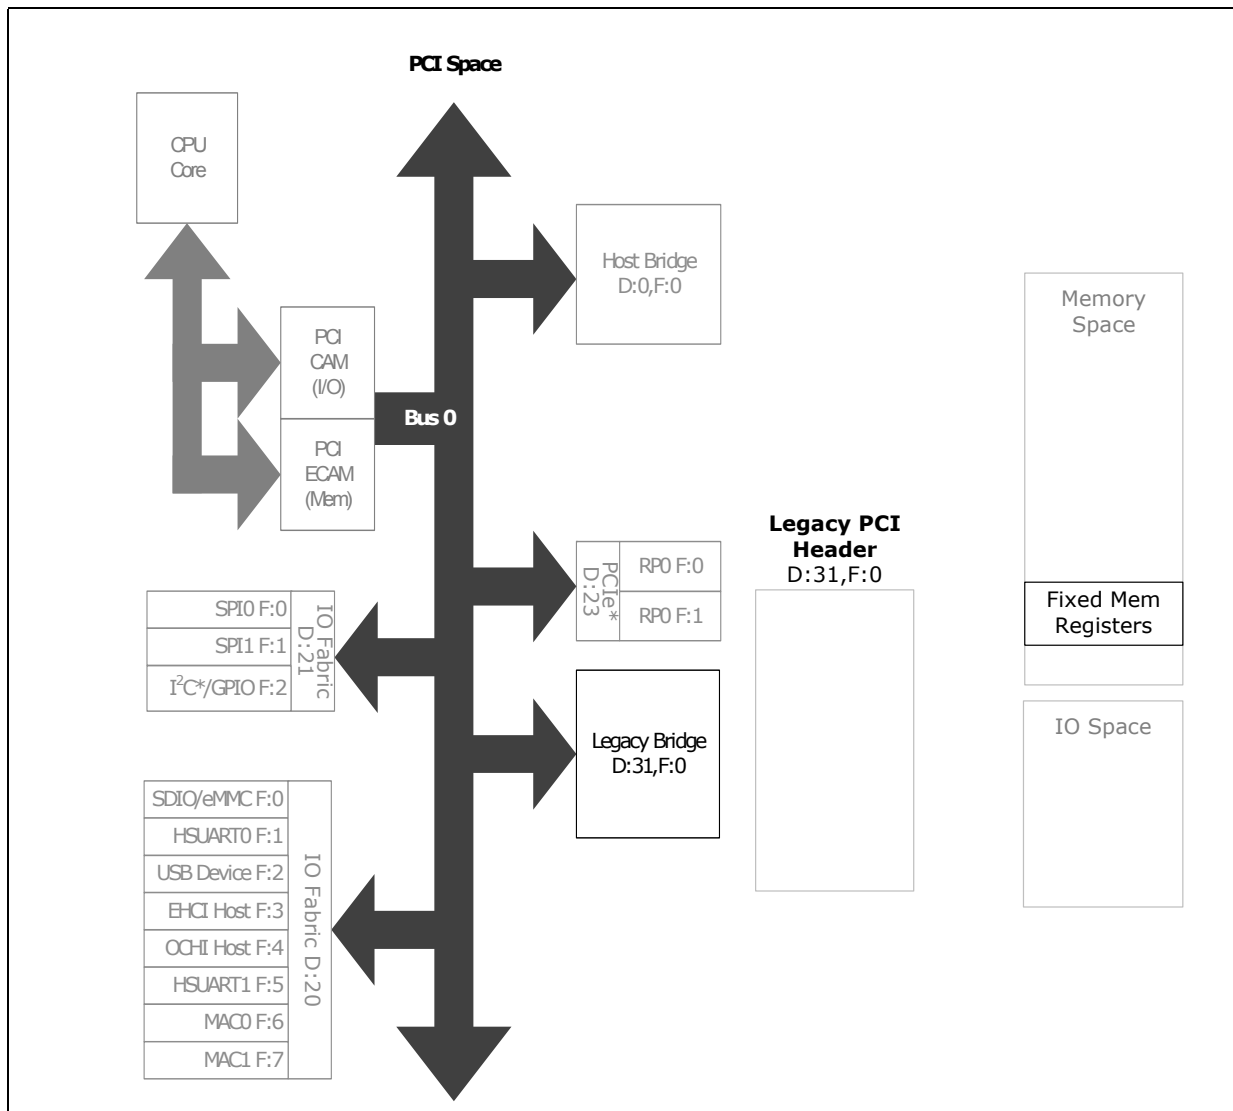 PCI Space
CPU
Core
Host Bridge
D:0,F:0
Memory
Space
PCI
CAM
(I/O)
Bus 0
PCI
ECAM
(Mem)
Legacy PCI
Header
D:31,F:0
PCIe*
D:23
RP0 F:0
RP0 F:1
Fixed Mem
Registers
SPI0 F:0
SPI1 F:1
I²C*/GPIO F:2
IO Fabric
D:21
Legacy Bridge
D:31,F:0
IO Space
SDIO/eMMC F:0
HSUART0 F:1
USB Device F:2
EHCI Host F:3
OCHI Host F:4
HSUART1 F:5
MAC0 F:6
MAC1 F:7
IO Fabric D:20